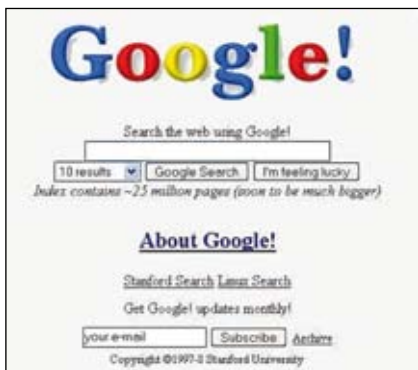 Google!
Search the web using Google!
10 results Google Search I'm feeling lucky
Index contains ~25 million pages (soon to be much bigger)
About Google!
Stanford Search Linux Search
Get Google! updates monthly!
your e-mail Subscribe Archive
Copyright ©1997-8 Stanford University